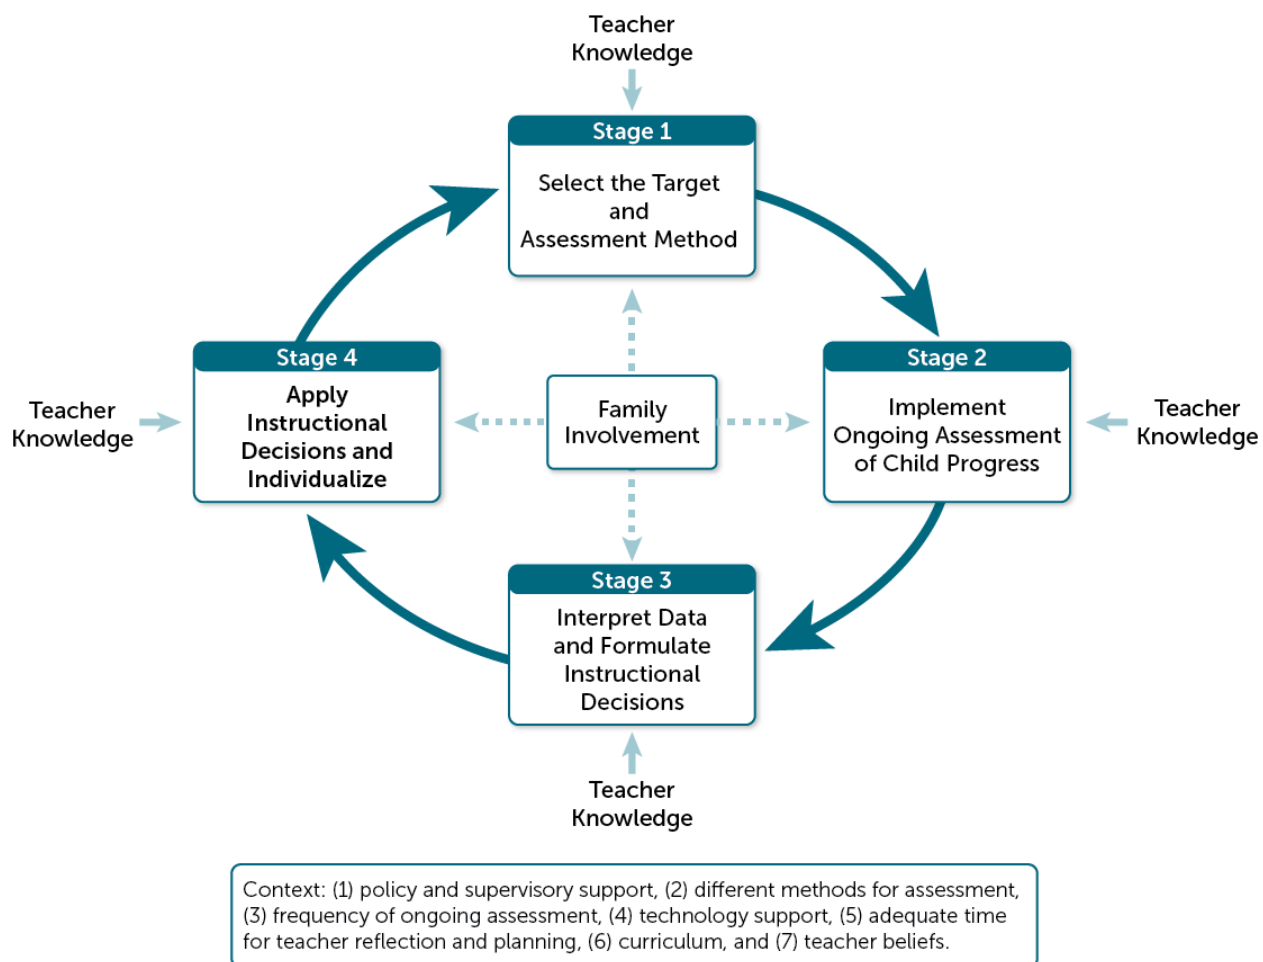 Teacher
Knowledge
Stage 1
Select the Target
and
Assessment Method
Stage 4
Apply
Instructional
Decisions and
Individualize
Teacher
Knowledge
Family
Involvement
Stage 2
Implement
Ongoing Assessment
of Child Progress
Teacher
Knowledge
Stage 3
Interpret Data
and Formulate
Instructional
Decisions
Teacher
Knowledge
Context: (1) policy and supervisory support, (2) different methods for assessment,
(3) frequency of ongoing assessment, (4) technology support, (5) adequate time
for teacher reflection and planning, (6) curriculum, and (7) teacher beliefs.